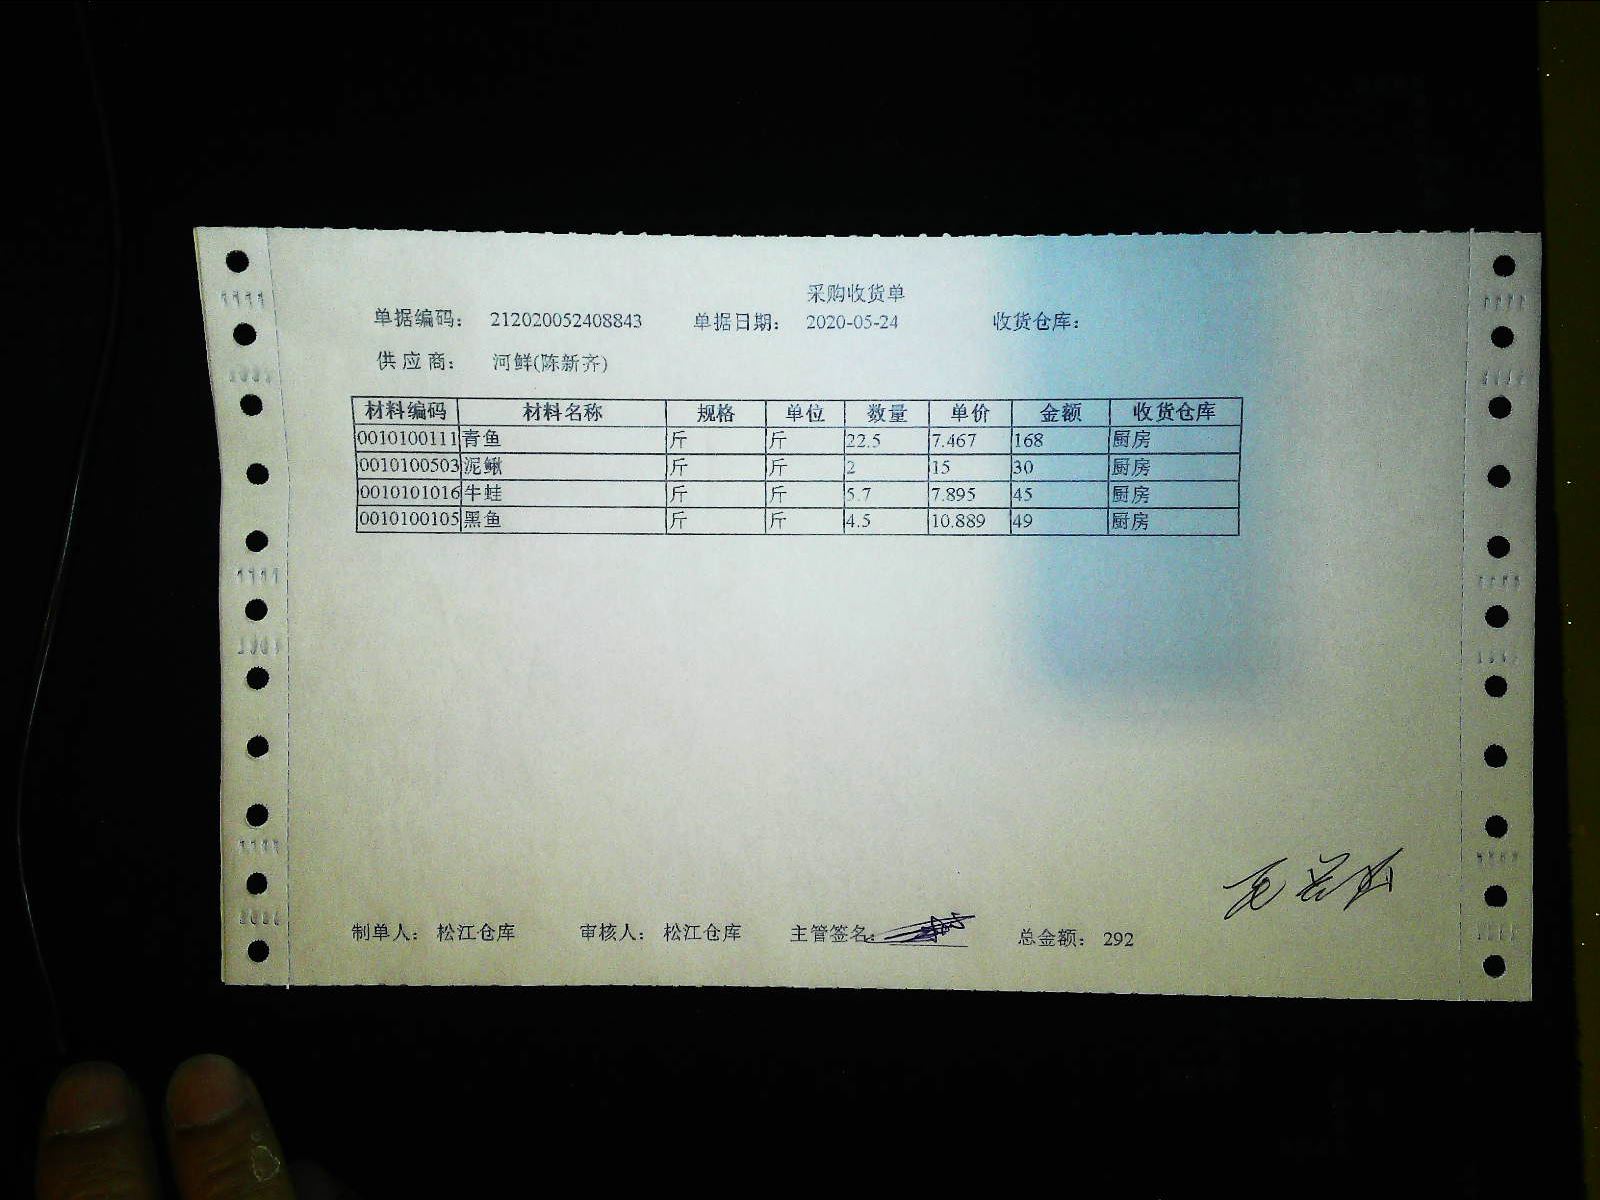 采购收货单
单据编码： 212020052408843 单据日期： 2020-05-24 收货仓库：
供 应 商： 河鲜(陈新齐)
材料编码 材料名称 规格 单位 数量 单价 金额 收货仓库
0010100111 青鱼 斤 斤 22.5 7.467 168 厨房
0010100503 泥鳅 斤 斤 2 15 30 厨房
0010101016 牛蛙 斤 斤 5.7 7.895 45 厨房
0010100105 黑鱼 斤 斤 4.5 10.889 49 厨房
制单人： 松江仓库 审核人： 松江仓库 主管签名： 总金额： 292